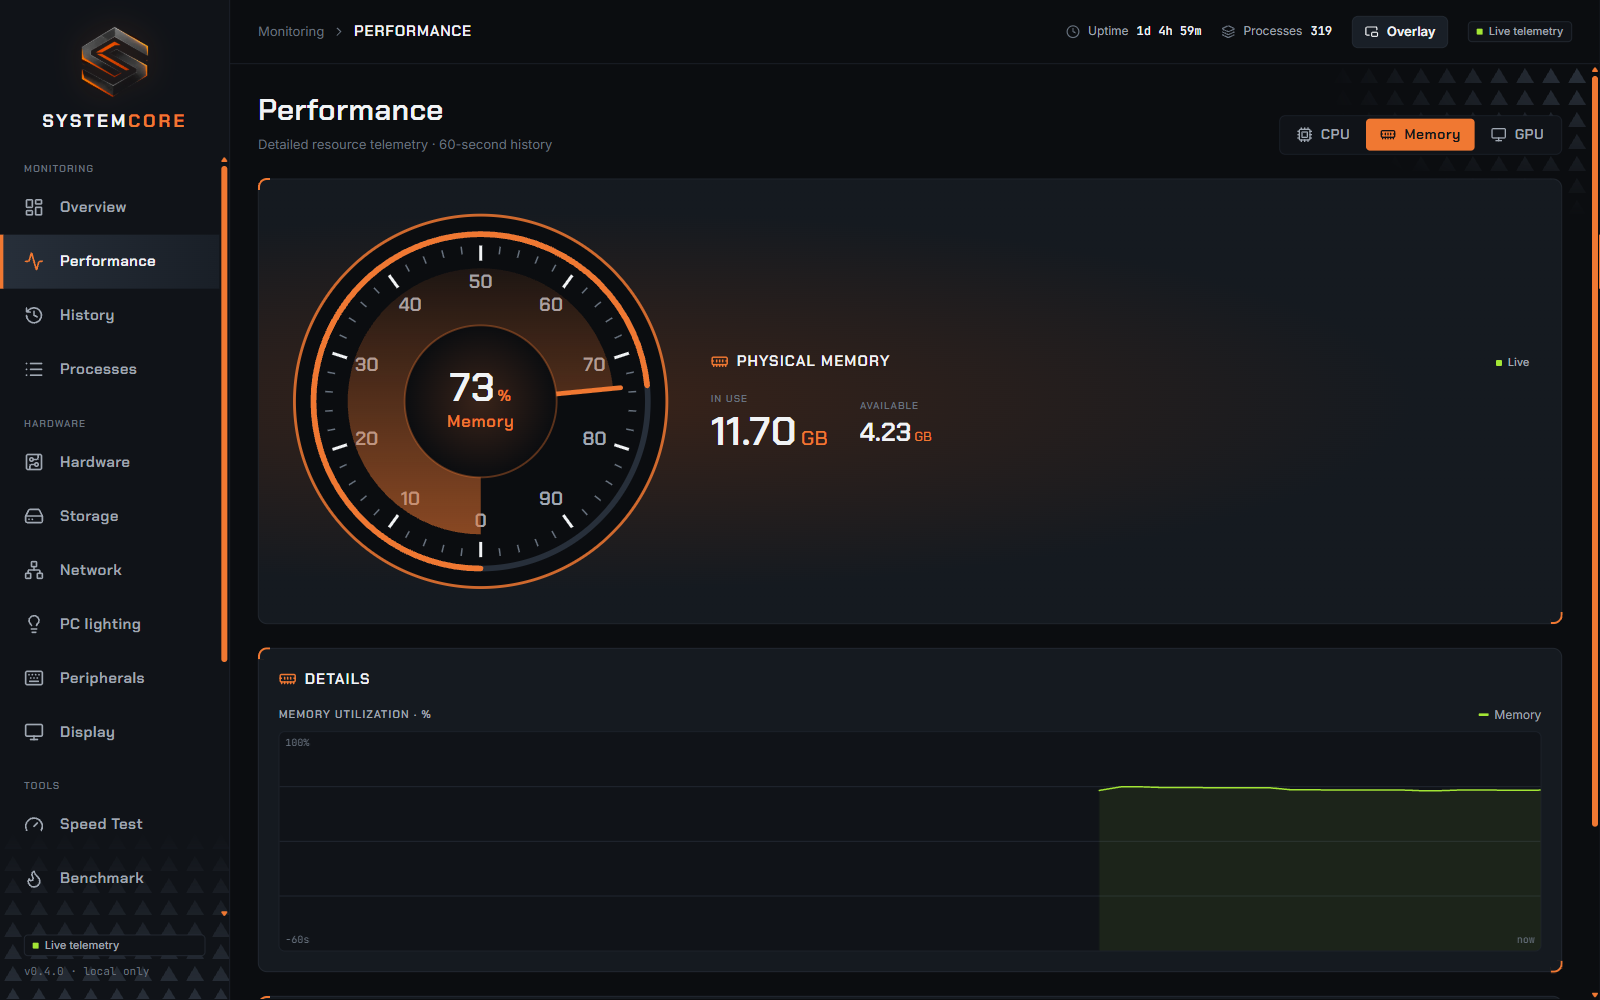 SYSTEMCORE
MONITORING
Overview
Performance
History
Processes
HARDWARE
Hardware
Storage
Network
PC lighting
Peripherals
Display
TOOLS
Speed Test
Benchmark
Live telemetry
v0.4.0 · local only
Monitoring > PERFORMANCE
Uptime 1d 4h 59m
Processes 319
Overlay
Live telemetry
Performance
Detailed resource telemetry · 60-second history
CPU
Memory
GPU
50
40
60
30
70
20
80
10
90
0
73%
Memory
PHYSICAL MEMORY
Live
IN USE
11.70 GB
AVAILABLE
4.23 GB
DETAILS
MEMORY UTILIZATION · %
Memory
100%
-60s
now